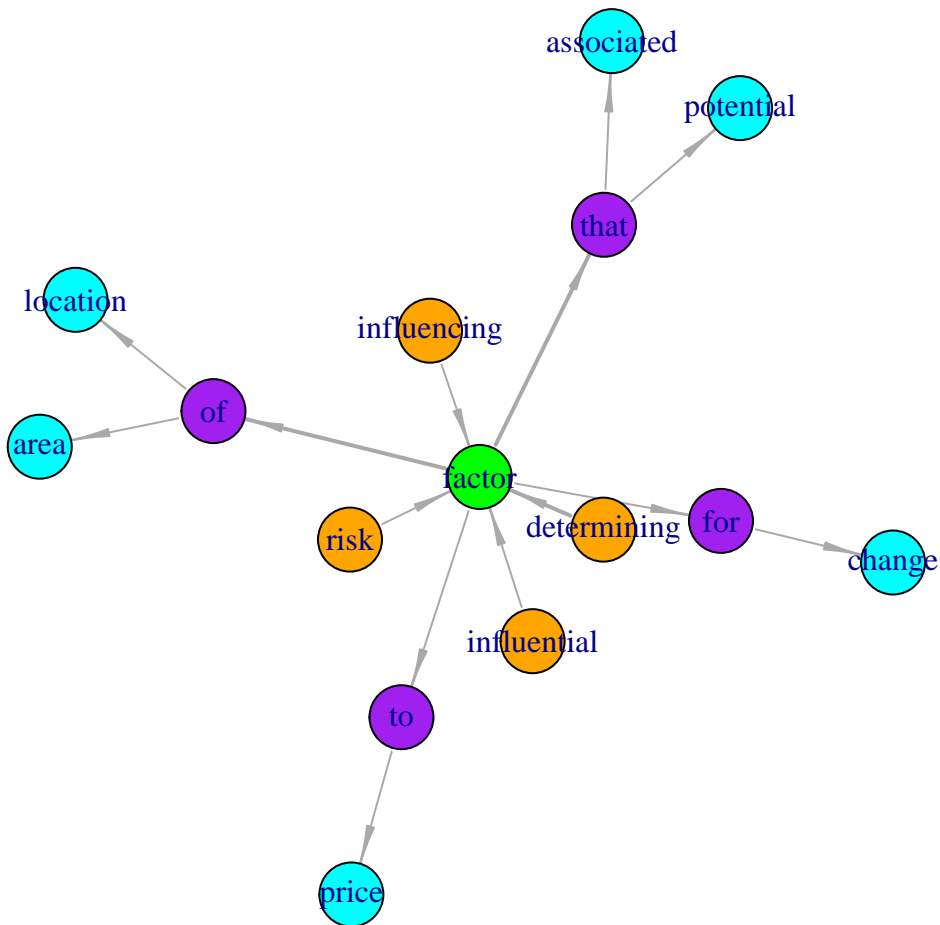 associated
potential
that
location
influencing
of
area
factor
for
determining
risk
change
influential
to
price